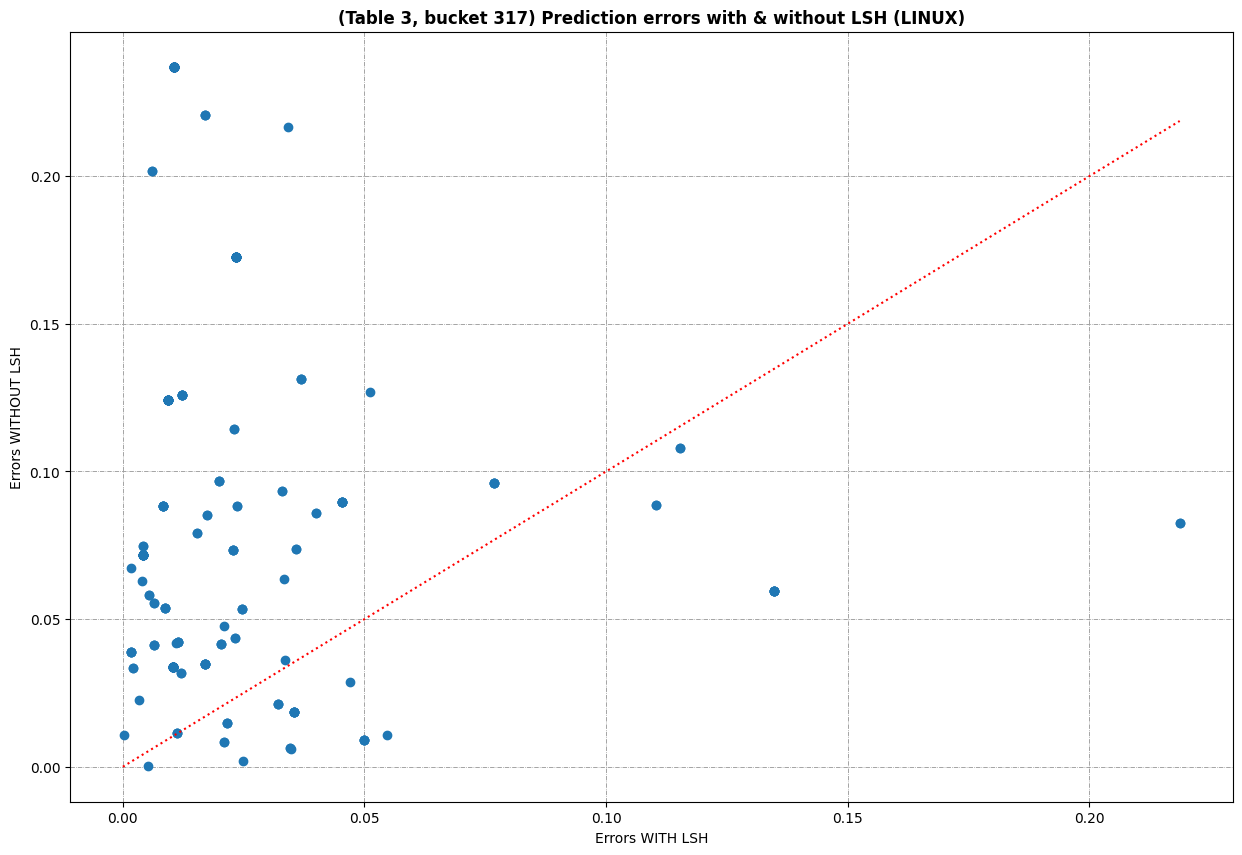 (Table 3, bucket 317) Prediction errors with & without LSH (LINUX)
Errors WITHOUT LSH
0.20
0.15
0.10
0.05
0.00
0.00 0.05 0.10 0.15 0.20
Errors WITH LSH